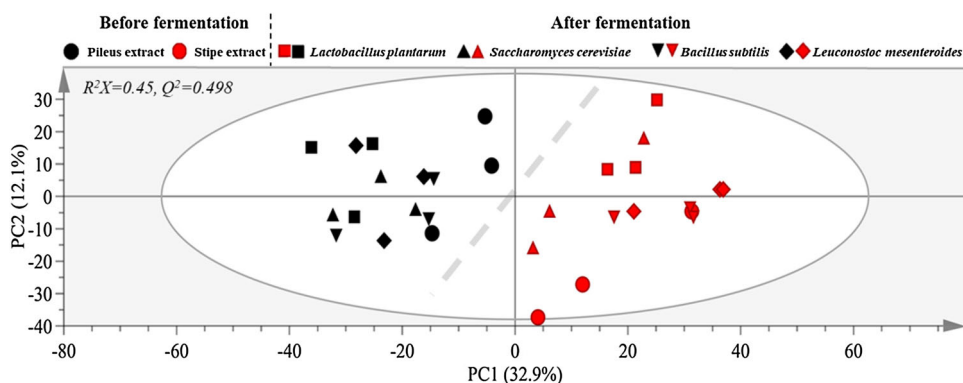 Before fermentation After fermentation
Pileus extract Stipe extract Lactobacillus plantarum Saccharomyces cerevisiae Bacillus subtilis Leuconostoc mesenteroides
R²X=0.45, Q²=0.498
30
20
10
0
-10
-20
-30
-40
PC2 (12.1%)
-80 -60 -40 -20 0 20 40 60
PC1 (32.9%)